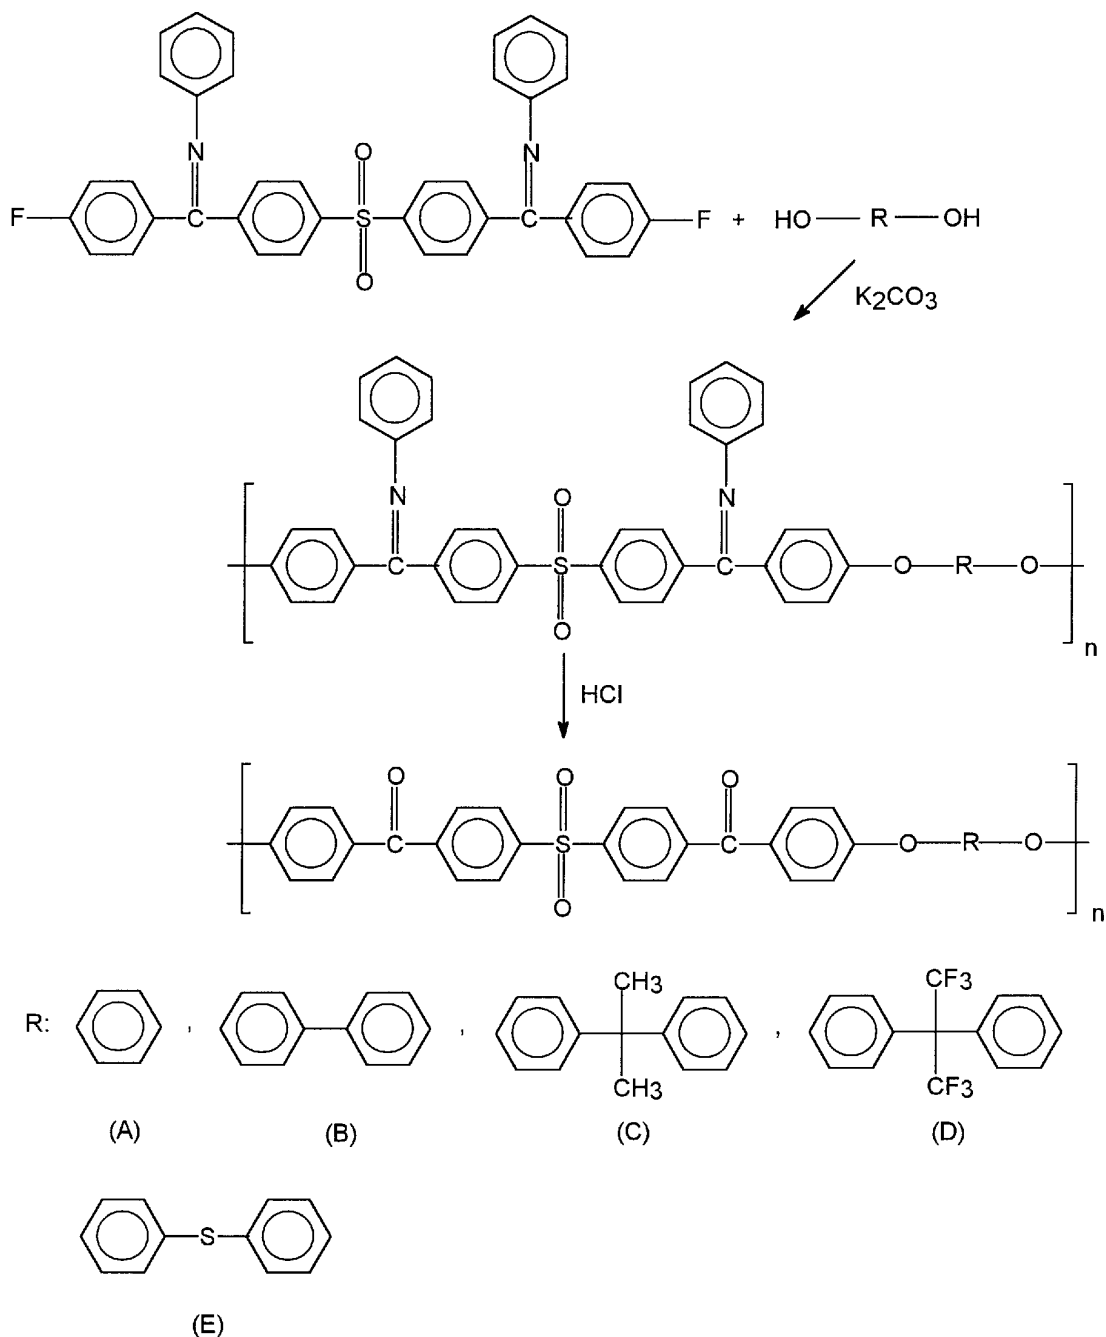 N O N
F C S C F + HO R OH
O
K2CO3
N O N
C S C O R O
O
n
HCl
O O O
C S C O R O
O
n
R: , , CH3 , CF3
CH3 CF3
(A) (B) (C) (D)
S
(E)